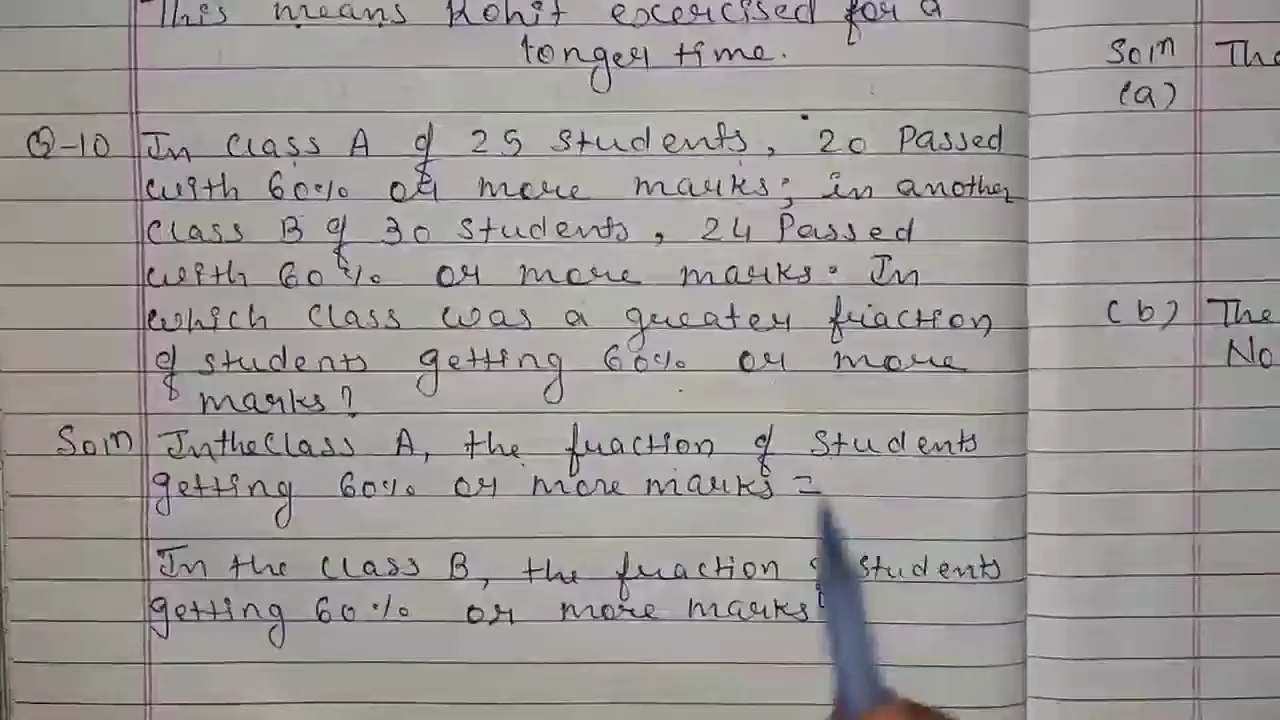 This means Rohit excercised for a
longer time.
Q-10 In class A of 25 students, 20 Passed
with 60% or more marks; in another
class B of 30 students, 24 Passed
with 60% or more marks. In
which class was a greater fraction
of students getting 60% or more
marks?
Soln In the Class A, the fraction of students
getting 60% or more marks =
In the class B, the fraction students
getting 60% or more marks
Soln The
(a)
(b) The
No